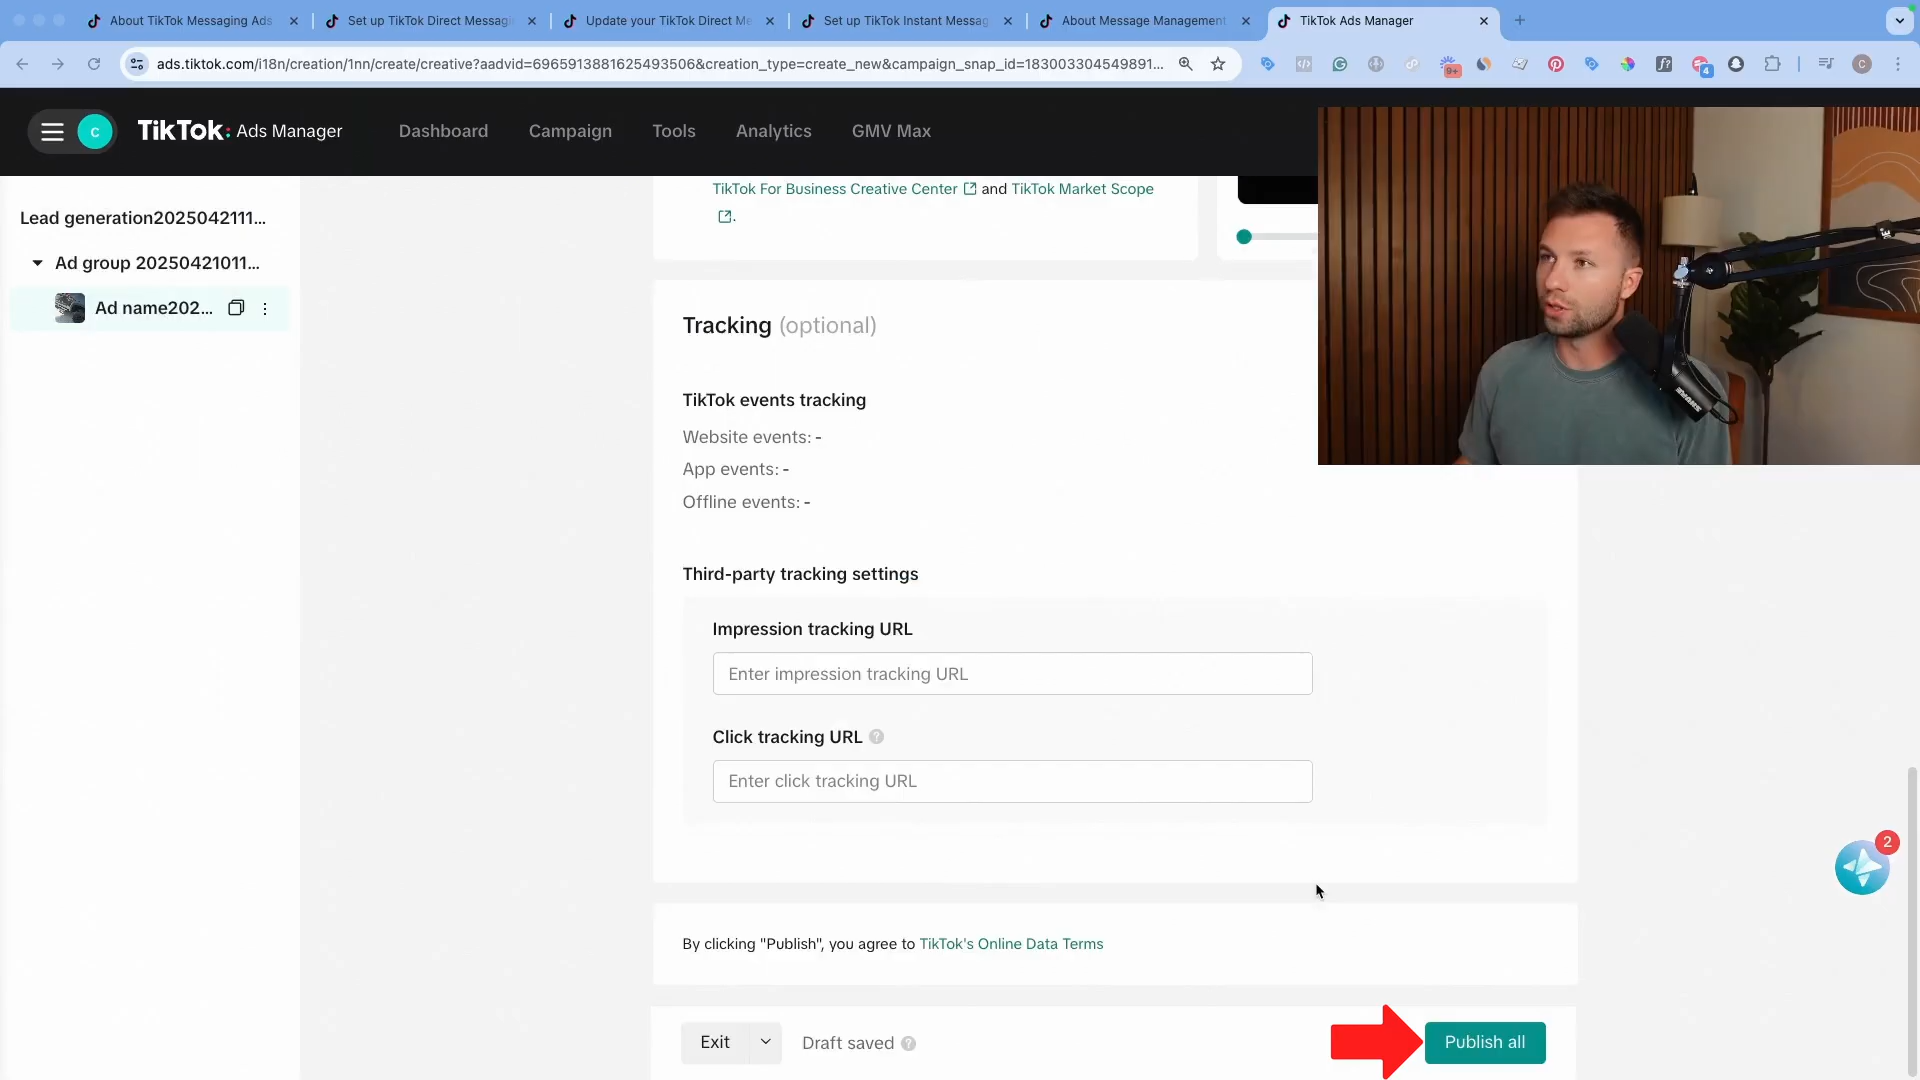 About TikTok Messaging Ads
Set up TikTok Direct Messagi
Update your TikTok Direct Me
Set up TikTok Instant Messag
About Message Management
TikTok Ads Manager
ads.tiktok.com/i18n/creation/1nn/create/creative?aadvid=6965913881625493506&creation_type=create_new&campaign_snap_id=183003304549891...
9+
f?
4
C
C
TikTok: Ads Manager
Dashboard
Campaign
Tools
Analytics
GMV Max
Lead generation2025042111...
Ad group 20250421011...
Ad name202...
TikTok For Business Creative Center and TikTok Market Scope
.
Tracking (optional)
TikTok events tracking
Website events: -
App events: -
Offline events: -
Third-party tracking settings
Impression tracking URL
Enter impression tracking URL
Click tracking URL ?
Enter click tracking URL
2
By clicking "Publish", you agree to TikTok's Online Data Terms
Exit
Draft saved ?
Publish all